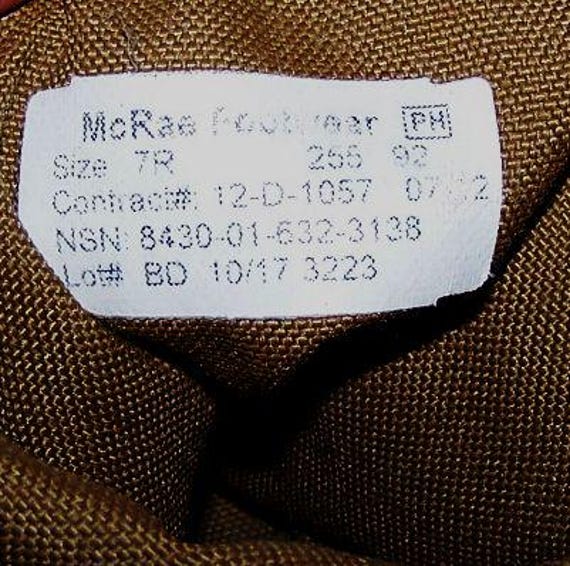 McRae Footwear PH
Size 7R 255 92
Contract#: 12-D-1057
NSN: 8430-01-632-3138
Lot# BD 10/17 3223